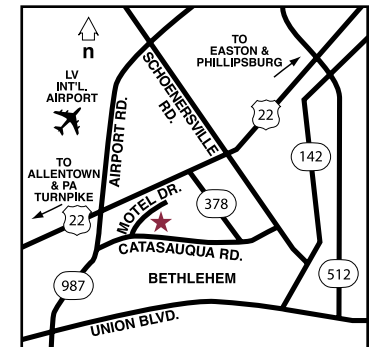 n
TO
EASTON &
PHILLIPSBURG
LV
INT'L.
AIRPORT
SCHOENERSVILLE
RD.
AIRPORT RD.
22
142
TO
ALLENTOWN
& PA
TURNPIKE
22
MOTEL DR.
378
CATASAUQUA RD.
BETHLEHEM
987
512
UNION BLVD.